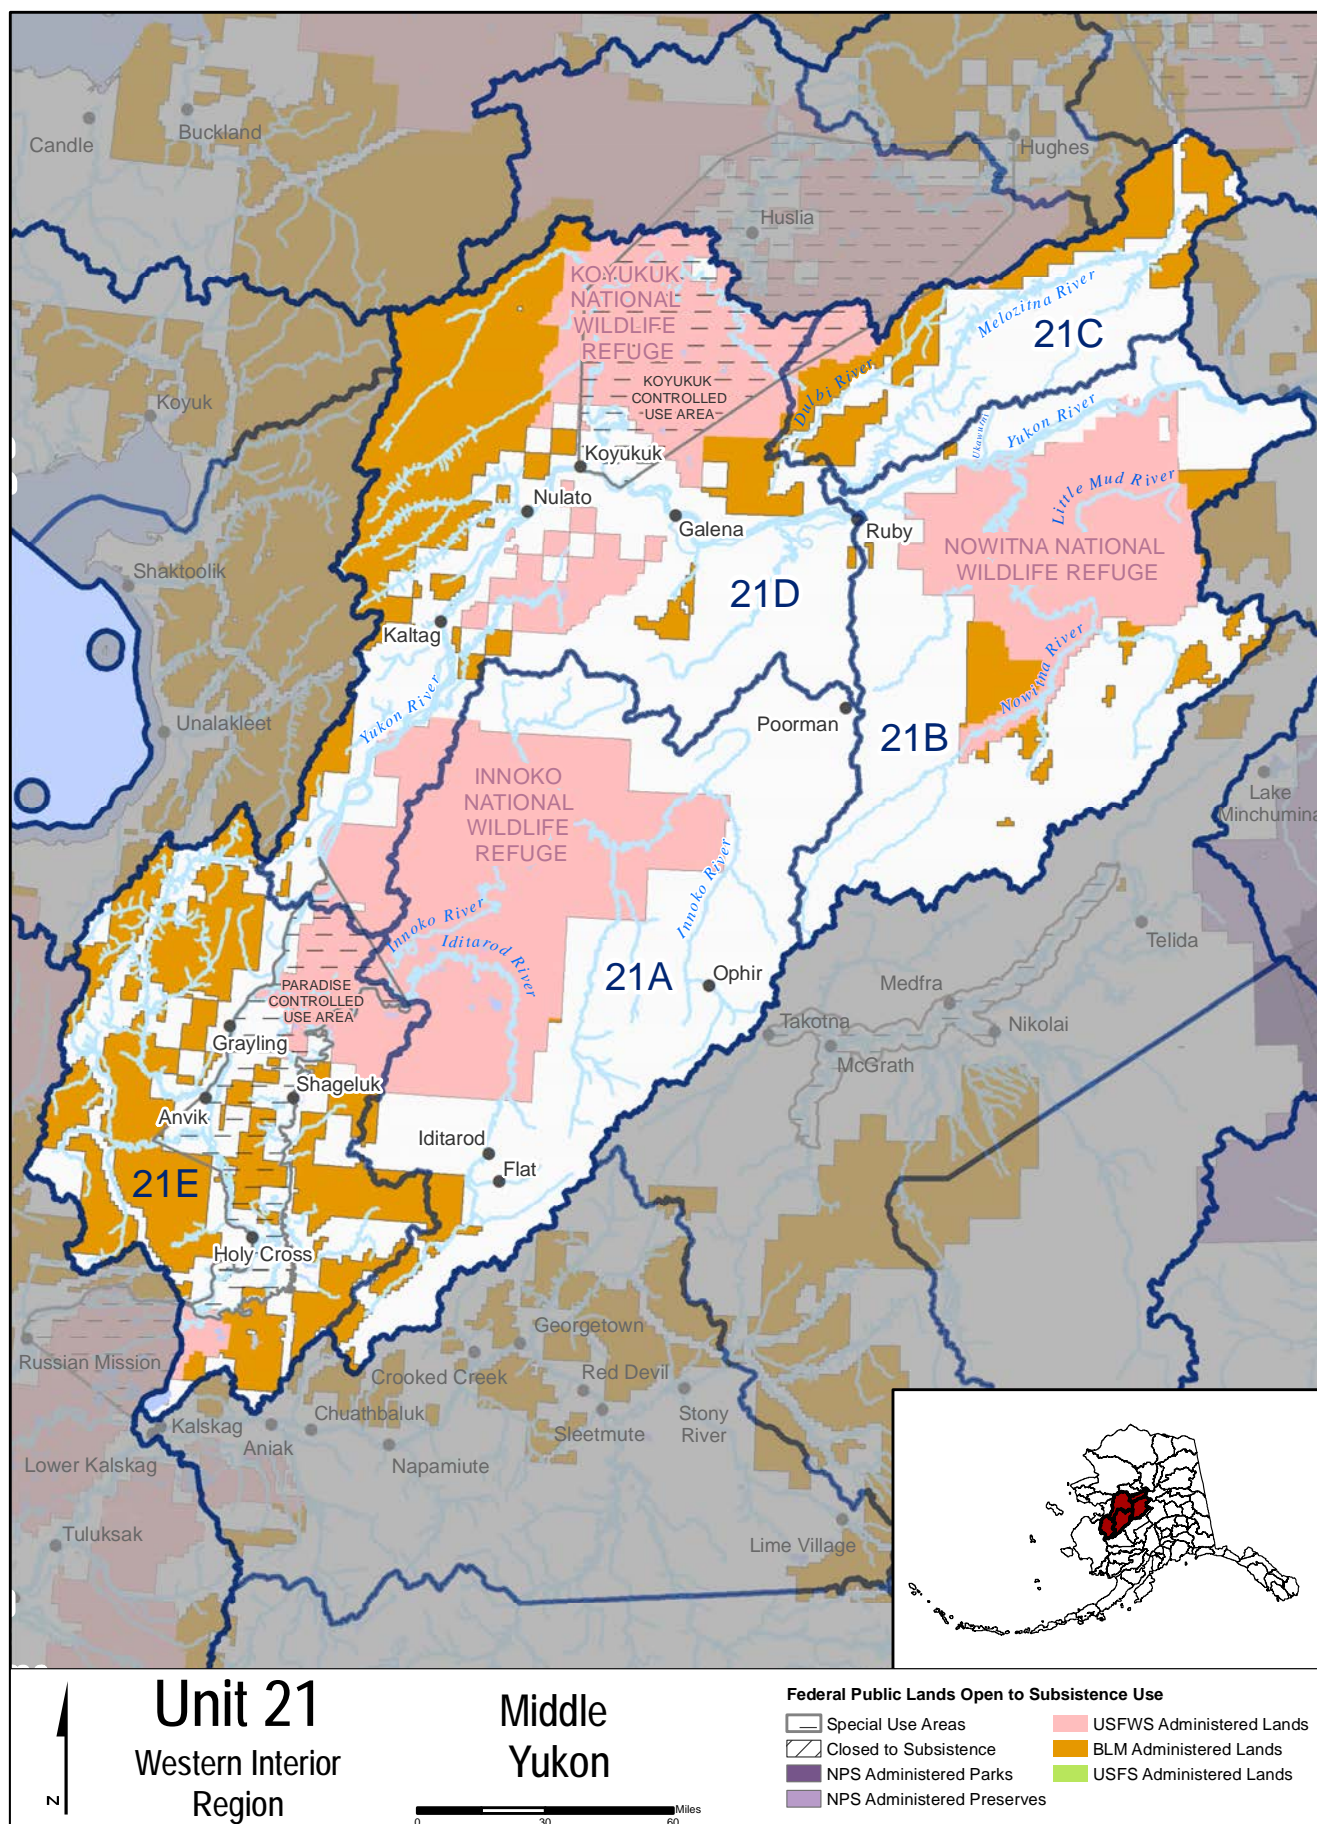 Candle
Buckland
Hughes
Huslia
KOYUKUK
NATIONAL
WILDLIFE
REFUGE
KOYUKUK
CONTROLLED
USE AREA
Melozitna River
21C
Dulbi River
Koyuk
Ukawutni
Yukon River
Koyukuk
Nulato
Galena
Ruby
Little Mud River
NOWITNA NATIONAL
WILDLIFE REFUGE
Shaktoolik
21D
Kaltag
Nowitna River
Unalakleet
Yukon River
Poorman
21B
INNOKO
NATIONAL
WILDLIFE
REFUGE
Lake
Minchumina
Innoko River
Innoko River
Iditarod River
Telida
21A
Ophir
Medfra
PARADISE
CONTROLLED
USE AREA
Takotna
Nikolai
Grayling
McGrath
Shageluk
Anvik
Iditarod
Flat
21E
Holy Cross
Georgetown
Russian Mission
Crooked Creek
Red Devil
Kalskag
Chuathbaluk
Stony
River
Aniak
Sleetmute
Lower Kalskag
Napamiute
Tuluksak
Lime Village
N
Unit 21
Western Interior
Region
Middle
Yukon
Miles
0 30 60
Federal Public Lands Open to Subsistence Use
Special Use Areas
Closed to Subsistence
NPS Administered Parks
NPS Administered Preserves
USFWS Administered Lands
BLM Administered Lands
USFS Administered Lands